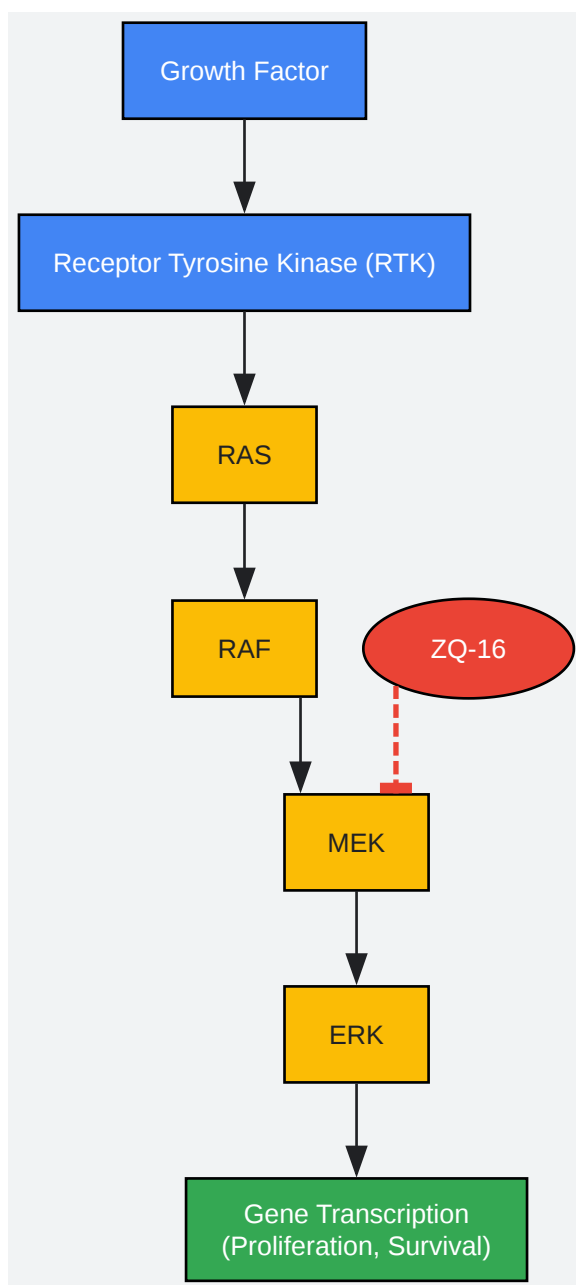 Growth Factor
Receptor Tyrosine Kinase (RTK)
RAS
RAF
ZQ-16
MEK
ERK
Gene Transcription
(Proliferation, Survival)